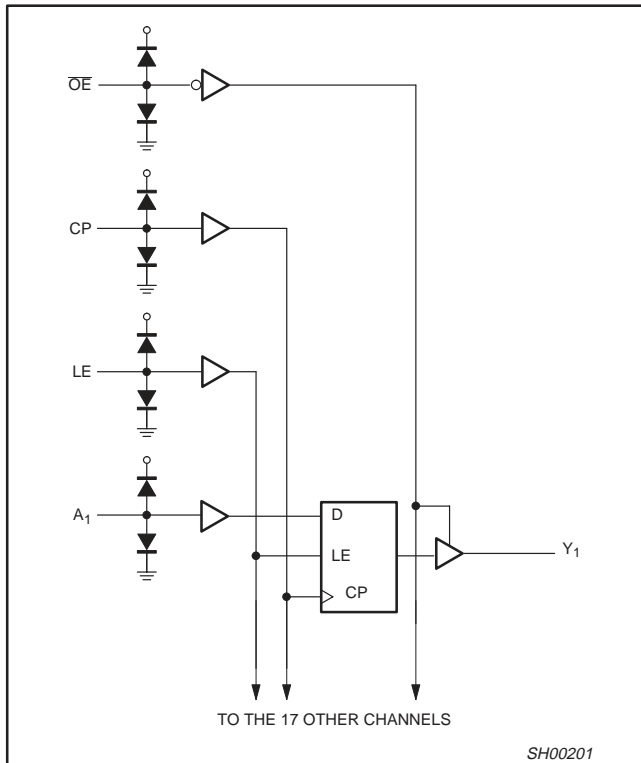 OE
CP
LE
A1
D
LE
CP
Y1
TO THE 17 OTHER CHANNELS
SH00201